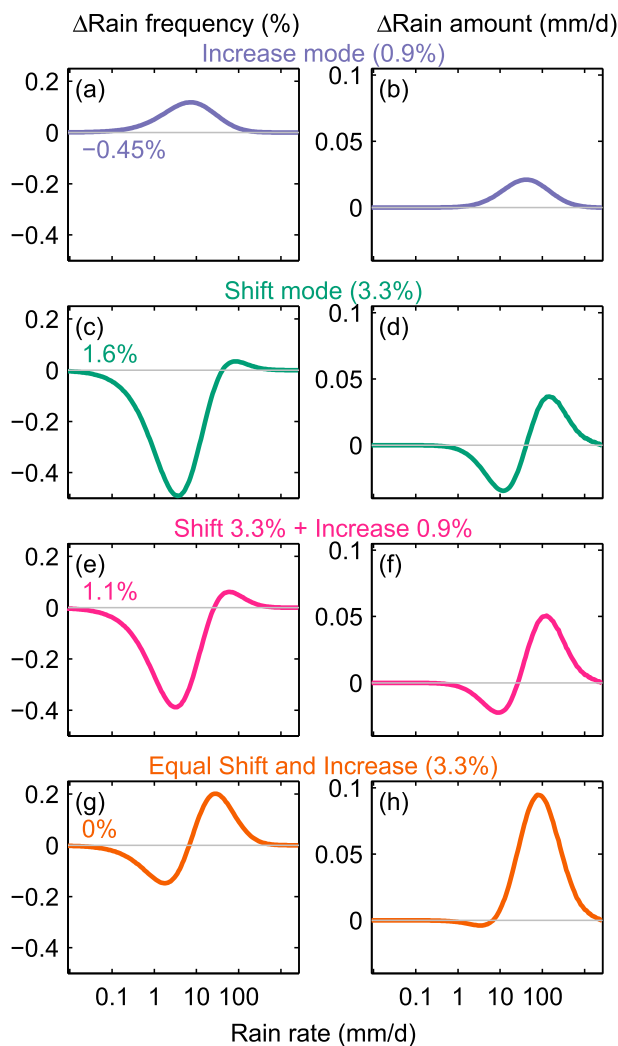 ΔRain frequency (%) ΔRain amount (mm/d)
Increase mode (0.9%)
0.2 (a) 0.1 (b)
0 0.05
−0.45%
−0.2 0
−0.4
Shift mode (3.3%)
0.2 (c) 0.1 (d)
1.6%
0 0.05
−0.2 0
−0.4
Shift 3.3% + Increase 0.9%
0.2 (e) 0.1 (f)
1.1%
0 0.05
−0.2 0
−0.4
Equal Shift and Increase (3.3%)
0.2 (g) 0.1 (h)
0%
0 0.05
−0.2 0
−0.4
0.1 1 10 100 0.1 1 10 100
Rain rate (mm/d)